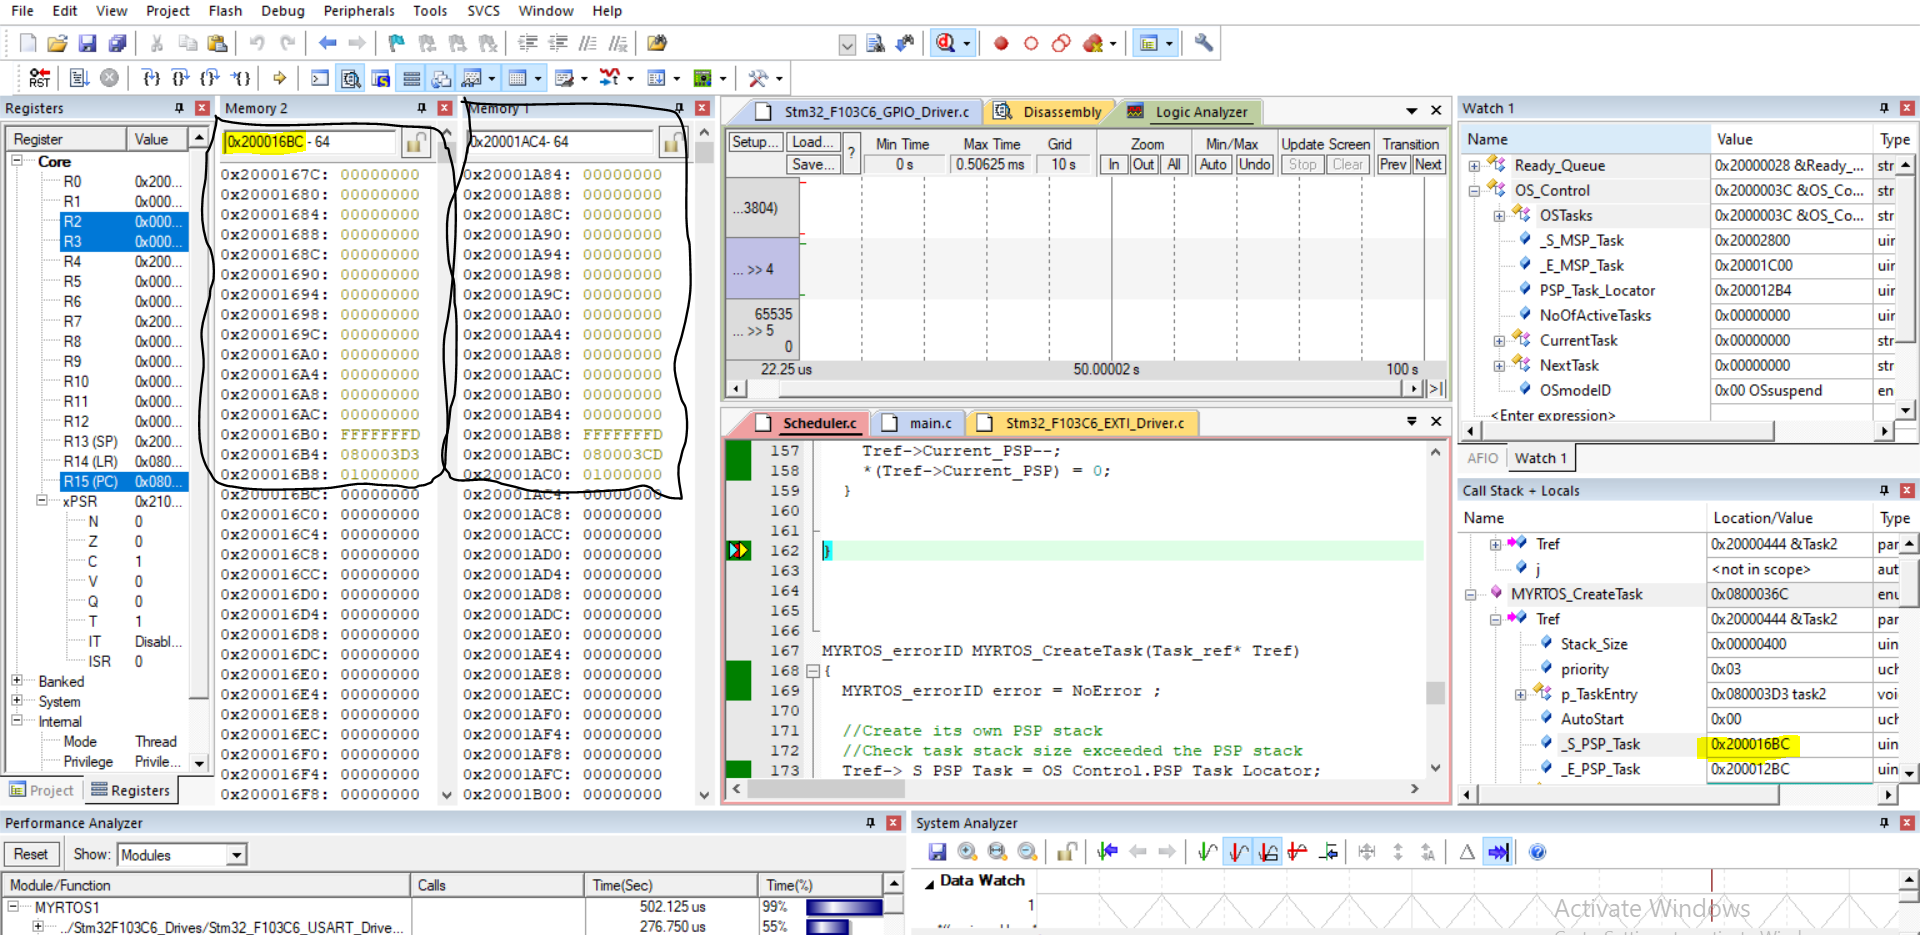 File Edit View Project Flash Debug Peripherals Tools SVCS Window Help
Registers
Register Value
Core
R0 0x200...
R1 0x000...
R2 0x000...
R3 0x000...
R4 0x200...
R5 0x000...
R6 0x000...
R7 0x200...
R8 0x000...
R9 0x000...
R10 0x000...
R11 0x000...
R12 0x000...
R13 (SP) 0x200...
R14 (LR) 0x080...
R15 (PC) 0x080...
xPSR 0x210...
N 0
Z 0
C 1
V 0
Q 0
T 1
IT Disabl...
ISR 0
Banked
System
Internal
Mode Thread
Privilege Privile...
Project Registers
Memory 2
0x200016BC - 64
0x2000167C: 00000000
0x20001680: 00000000
0x20001684: 00000000
0x20001688: 00000000
0x2000168C: 00000000
0x20001690: 00000000
0x20001694: 00000000
0x20001698: 00000000
0x2000169C: 00000000
0x200016A0: 00000000
0x200016A4: 00000000
0x200016A8: 00000000
0x200016AC: 00000000
0x200016B0: FFFFFFFD
0x200016B4: 080003D3
0x200016B8: 01000000
0x200016BC: 00000000
0x200016C0: 00000000
0x200016C4: 00000000
0x200016C8: 00000000
0x200016CC: 00000000
0x200016D0: 00000000
0x200016D4: 00000000
0x200016D8: 00000000
0x200016DC: 00000000
0x200016E0: 00000000
0x200016E4: 00000000
0x200016E8: 00000000
0x200016EC: 00000000
0x200016F0: 00000000
0x200016F4: 00000000
0x200016F8: 00000000
Memory 1
0x20001AC4- 64
0x20001A84: 00000000
0x20001A88: 00000000
0x20001A8C: 00000000
0x20001A90: 00000000
0x20001A94: 00000000
0x20001A98: 00000000
0x20001A9C: 00000000
0x20001AA0: 00000000
0x20001AA4: 00000000
0x20001AA8: 00000000
0x20001AAC: 00000000
0x20001AB0: 00000000
0x20001AB4: 00000000
0x20001AB8: FFFFFFFD
0x20001ABC: 080003CD
0x20001AC0: 01000000
0x20001AC4: 00000000
0x20001AC8: 00000000
0x20001ACC: 00000000
0x20001AD0: 00000000
0x20001AD4: 00000000
0x20001AD8: 00000000
0x20001ADC: 00000000
0x20001AE0: 00000000
0x20001AE4: 00000000
0x20001AE8: 00000000
0x20001AEC: 00000000
0x20001AF0: 00000000
0x20001AF4: 00000000
0x20001AF8: 00000000
0x20001AFC: 00000000
0x20001B00: 00000000
Stm32_F103C6_GPIO_Driver.c Disassembly Logic Analyzer
Setup... Load... ? Min Time Max Time Grid Zoom Min/Max Update Screen Transition
Save... 0 s 0.50625 ms 10 s In Out All Auto Undo Stop Clear Prev Next
...3804)
... >> 4
65535
... >> 5
0
22.25 us 50.00002 s 100 s
Scheduler.c main.c Stm32_F103C6_EXTI_Driver.c
157 Tref->Current_PSP--;
158 *(Tref->Current_PSP) = 0;
159 }
160
161
162 }
163
164
165
166
167 MYRTOS_errorID MYRTOS_CreateTask(Task_ref* Tref)
168 {
169 MYRTOS_errorID error = NoError ;
170
171 //Create its own PSP stack
172 //Check task stack size exceeded the PSP stack
173 Tref->_S_PSP_Task = OS_Control.PSP_Task_Locator;
Watch 1
Name Value Type
Ready_Queue 0x20000028 &Ready_... str
OS_Control 0x2000003C &OS_Co... str
OSTasks 0x2000003C &OS_Co... str
_S_MSP_Task 0x20002800 uin
_E_MSP_Task 0x20001C00 uin
PSP_Task_Locator 0x200012B4 uin
NoOfActiveTasks 0x00000000 uin
CurrentTask 0x00000000 str
NextTask 0x00000000 str
OSmodeID 0x00 OSsuspend en
<Enter expression>
AFIO Watch 1
Call Stack + Locals
Name Location/Value Type
Tref 0x20000444 &Task2 par
j <not in scope> aut
MYRTOS_CreateTask 0x0800036C enu
Tref 0x20000444 &Task2 par
Stack_Size 0x00000400 uin
priority 0x03 uch
p_TaskEntry 0x080003D3 task2 voi
AutoStart 0x00 uch
_S_PSP_Task 0x200016BC uin
_E_PSP_Task 0x200012BC uin
Performance Analyzer
Reset Show: Modules
Module/Function Calls Time(Sec) Time(%)
MYRTOS1 502.125 us 99%
../Stm32F103C6_Drives/Stm32_F103C6_USART_Drive... 276.750 us 55%
System Analyzer
Data Watch
1
Activate Windows